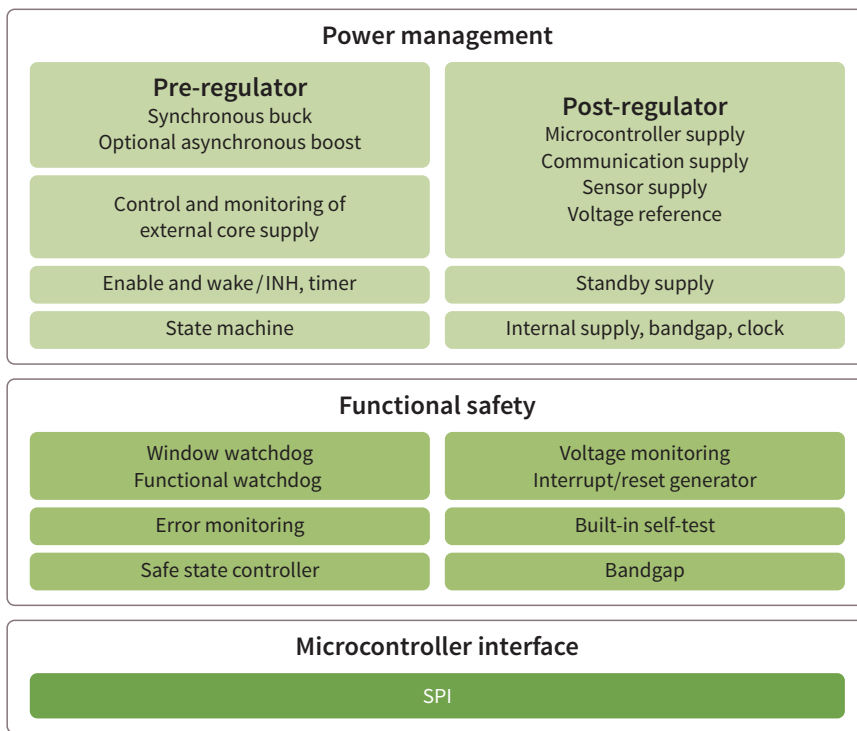 Power management
Pre-regulator
Synchronous buck
Optional asynchronous boost
Control and monitoring of
external core supply
Enable and wake/INH, timer
State machine
Post-regulator
Microcontroller supply
Communication supply
Sensor supply
Voltage reference
Standby supply
Internal supply, bandgap, clock
Functional safety
Window watchdog
Functional watchdog
Error monitoring
Safe state controller
Voltage monitoring
Interrupt/reset generator
Built-in self-test
Bandgap
Microcontroller interface
SPI